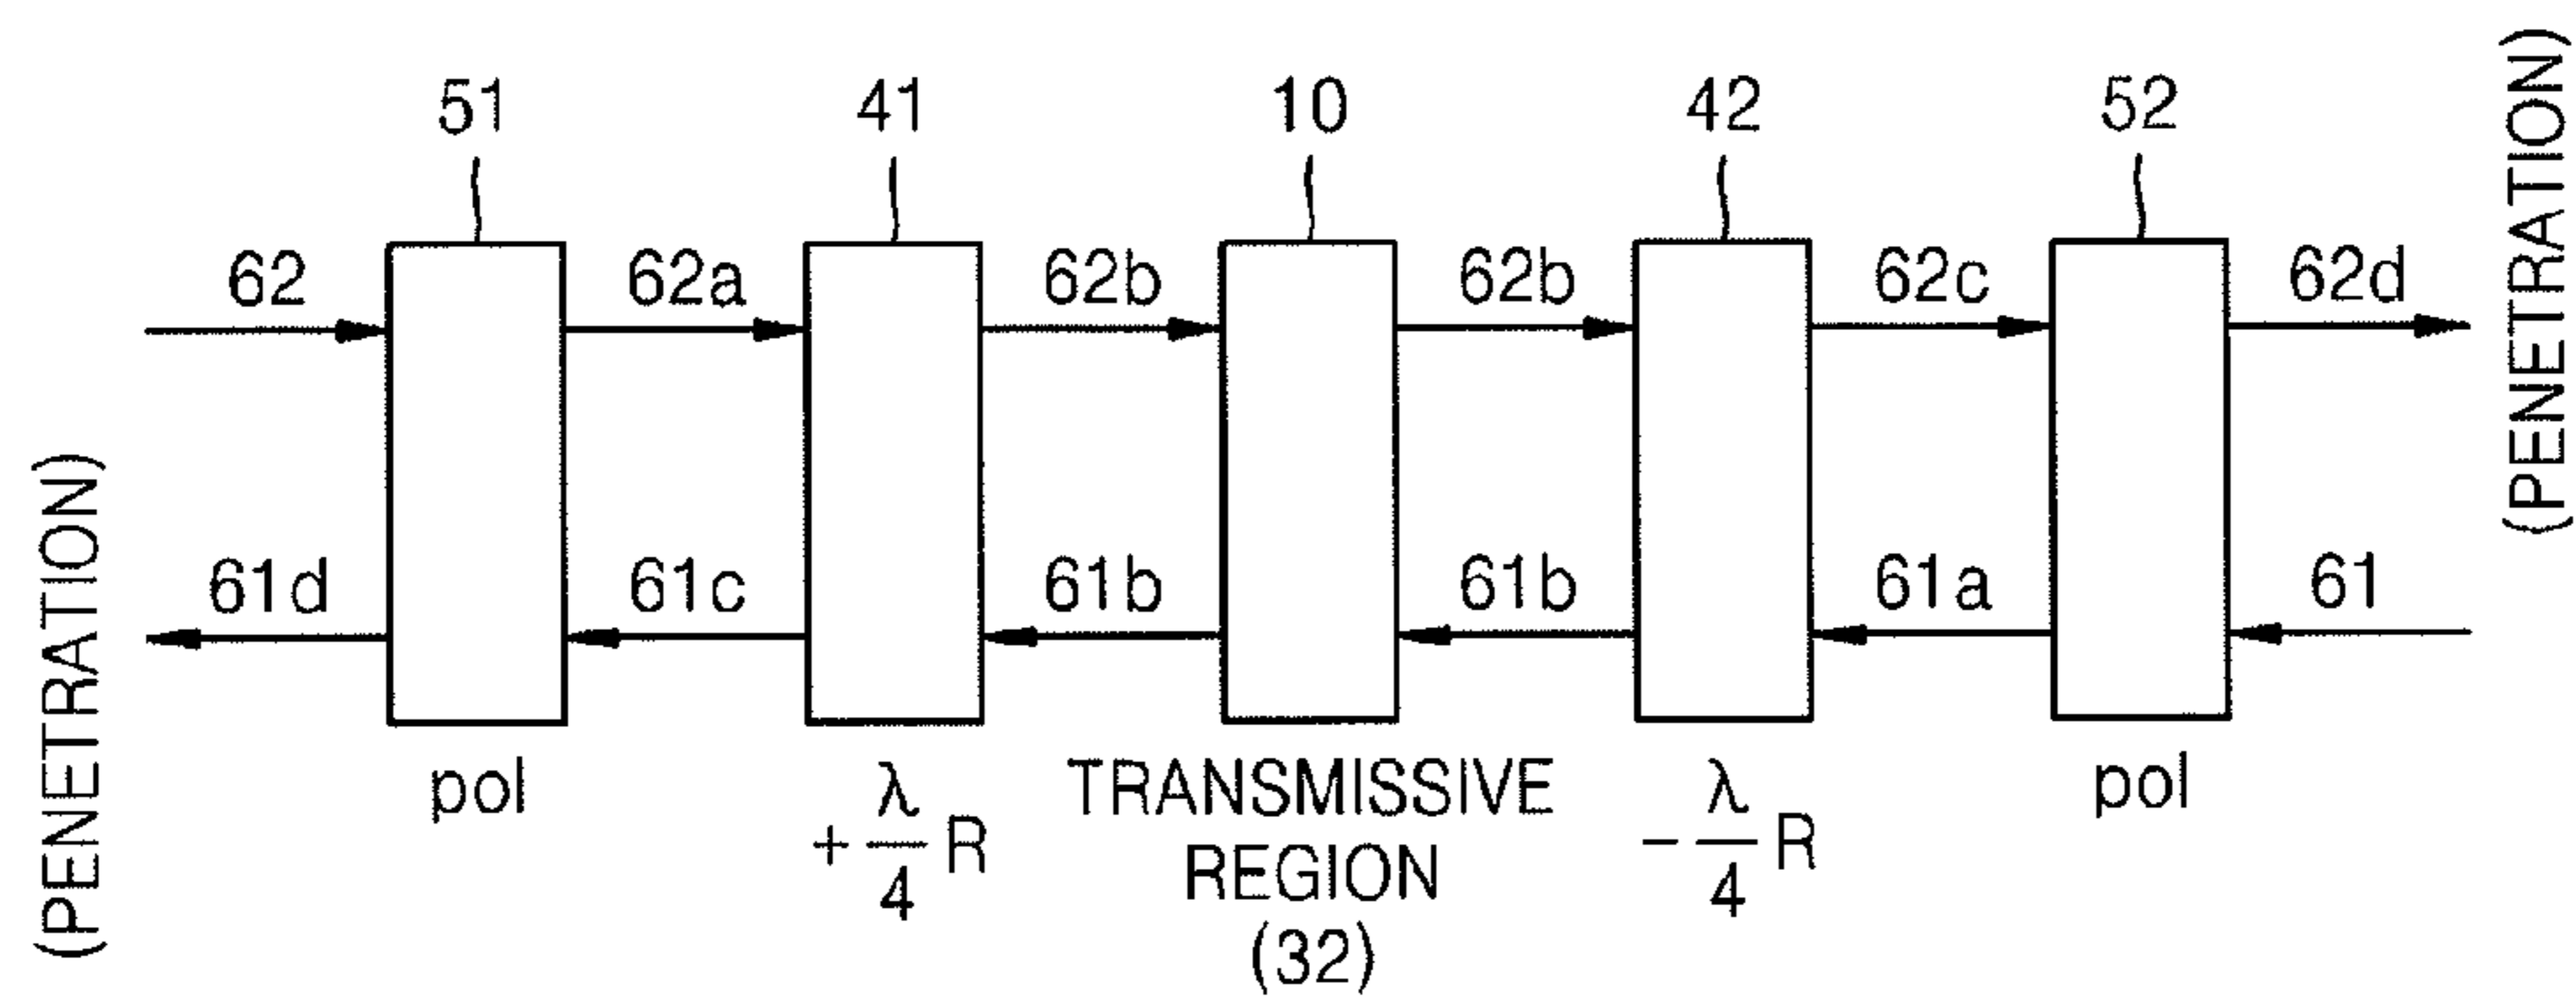 51 41 10 42 52
62 62a 62b 62b 62c 62d
(PENETRATION)
61d 61c 61b 61b 61a 61
(PENETRATION)
pol
+ λ/4 R
TRANSMISSIVE
REGION
(32)
- λ/4 R
pol